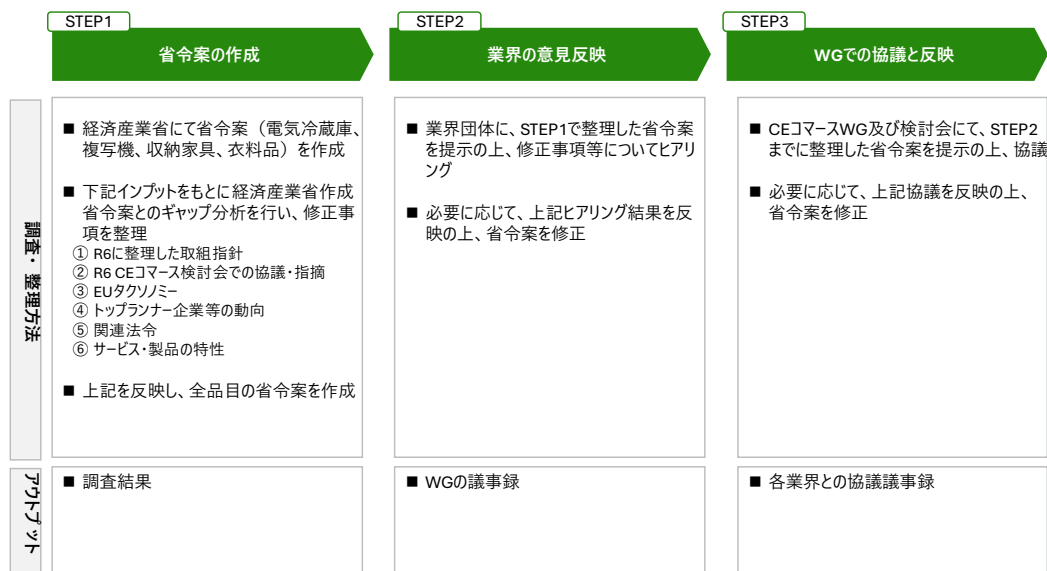 STEP1
省令案の作成
STEP2
業界の意見反映
STEP3
WGでの協議と反映
調査・整理方法
■ 経済産業省にて省令案（電気冷蔵庫、
複写機、収納家具、衣料品）を作成
■ 下記インプットをもとに経済産業省作成
省令案とのギャップ分析を行い、修正事
項を整理
① R6に整理した取組指針
② R6 CEコマース検討会での協議・指摘
③ EUタクソノミー
④ トップランナー企業等の動向
⑤ 関連法令
⑥ サービス・製品の特性
■ 上記を反映し、全品目の省令案を作成
■ 業界団体に、STEP1で整理した省令案
を提示の上、修正事項等についてヒアリ
ング
■ 必要に応じて、上記ヒアリング結果を反
映の上、省令案を修正
■ CEコマースWG及び検討会にて、STEP2
までに整理した省令案を提示の上、協議
■ 必要に応じて、上記協議を反映の上、
省令案を修正
アウトプット
■ 調査結果
■ WGの議事録
■ 各業界との協議議事録